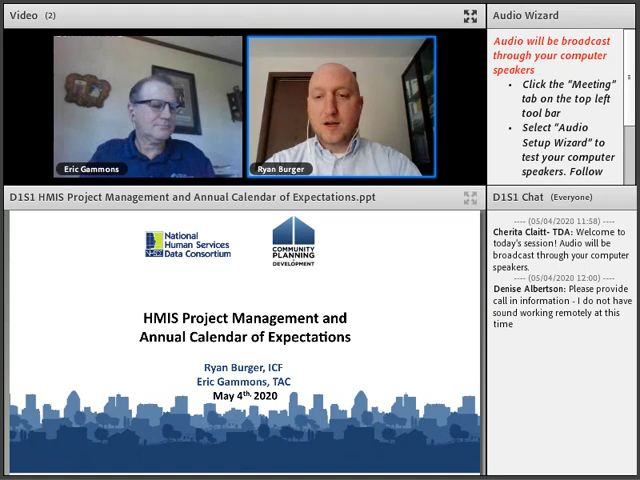 Video (2)
Eric Gammons
Ryan Burger
Audio Wizard
Audio will be broadcast
through your computer
speakers
• Click the "Meeting"
tab on the top left
tool bar
• Select "Audio
Setup Wizard" to
test your computer
speakers. Follow
D1S1 HMIS Project Management and Annual Calendar of Expectations.ppt
NHSDC
National
Human Services
Data Consortium
COMMUNITY
PLANNING
DEVELOPMENT
HMIS Project Management and
Annual Calendar of Expectations
Ryan Burger, ICF
Eric Gammons, TAC
May 4th, 2020
D1S1 Chat (Everyone)
---- (05/04/2020 11:58) ----
Cherita Claitt- TDA: Welcome to
today's session! Audio will be
broadcast through your computer
speakers.
---- (05/04/2020 12:00) ----
Denise Albertson: Please provide
call in information - I do not have
sound working remotely at this
time